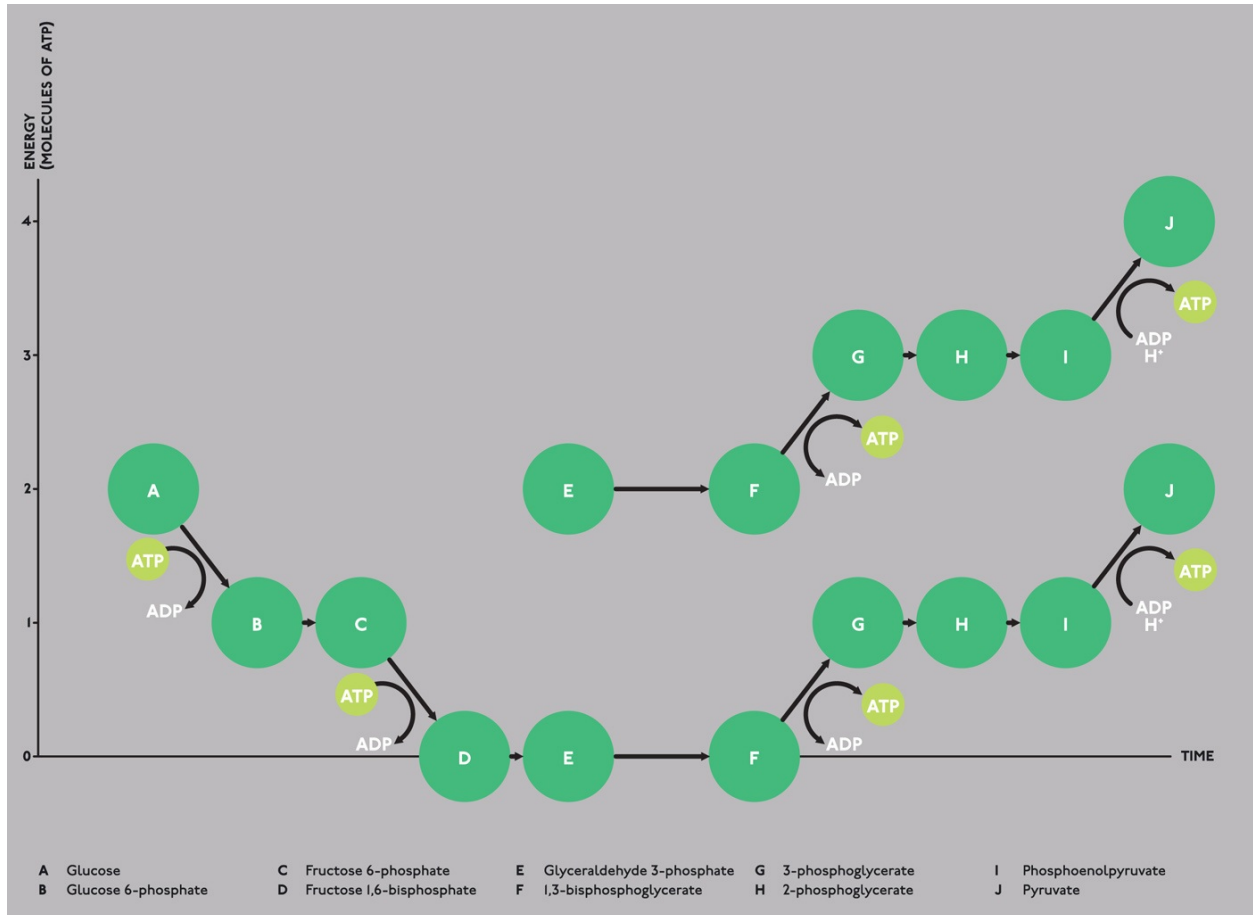 ENERGY
(MOLECULES OF ATP)
4
J
ATP
ADP
H⁺
3
G
H
I
ATP
ADP
A
2
E
F
J
ATP
ADP
ATP
ADP
H⁺
1
B
C
G
H
I
ATP
ADP
ATP
ADP
0
D
E
F
TIME
A Glucose
B Glucose 6-phosphate
C Fructose 6-phosphate
D Fructose 1,6-bisphosphate
E Glyceraldehyde 3-phosphate
F 1,3-bisphosphoglycerate
G 3-phosphoglycerate
H 2-phosphoglycerate
I Phosphoenolpyruvate
J Pyruvate